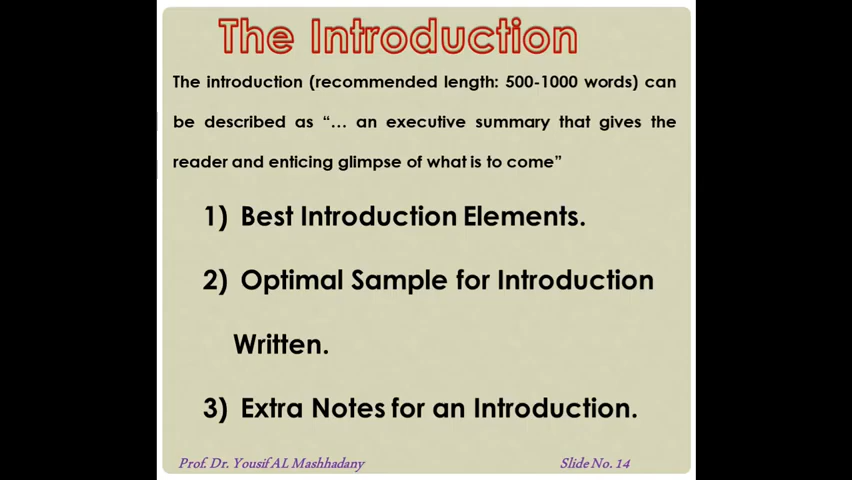 The Introduction
The introduction (recommended length: 500-1000 words) can
be described as “… an executive summary that gives the
reader and enticing glimpse of what is to come”
1) Best Introduction Elements.
2) Optimal Sample for Introduction
Written.
3) Extra Notes for an Introduction.
Prof. Dr. Yousif AL Mashhadany Slide No. 14